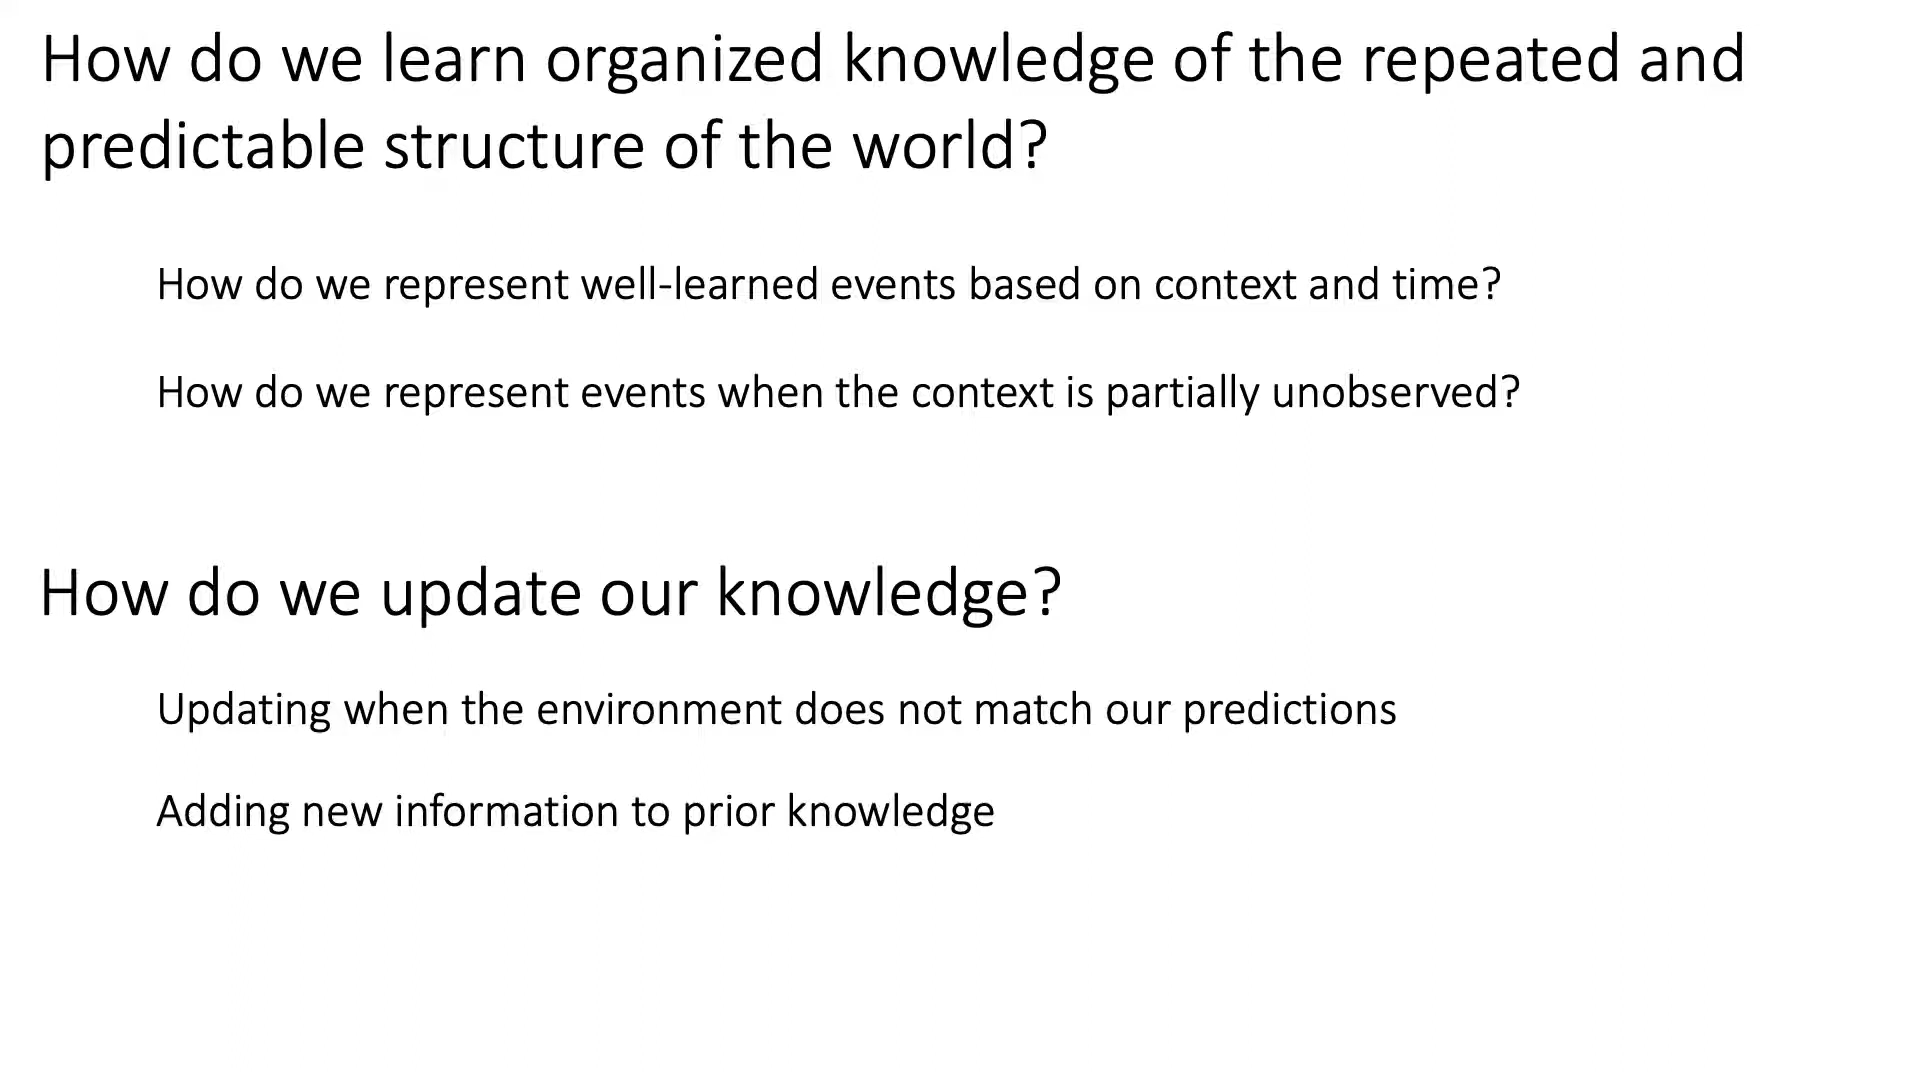 How do we learn organized knowledge of the repeated and
predictable structure of the world?
How do we represent well-learned events based on context and time?
How do we represent events when the context is partially unobserved?
How do we update our knowledge?
Updating when the environment does not match our predictions
Adding new information to prior knowledge